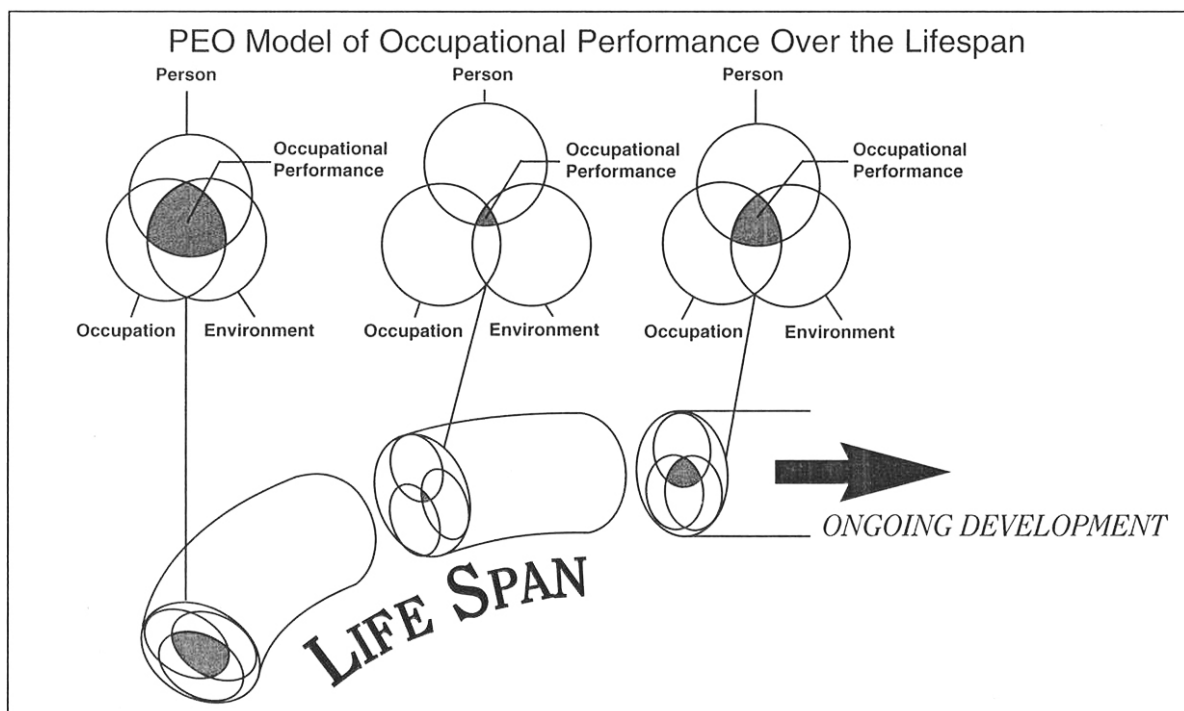 PEO Model of Occupational Performance Over the Lifespan
Person
Occupational
Performance
Occupation
Environment
Person
Occupational
Performance
Occupation
Environment
Person
Occupational
Performance
Occupation
Environment
LIFE SPAN
ONGOING DEVELOPMENT